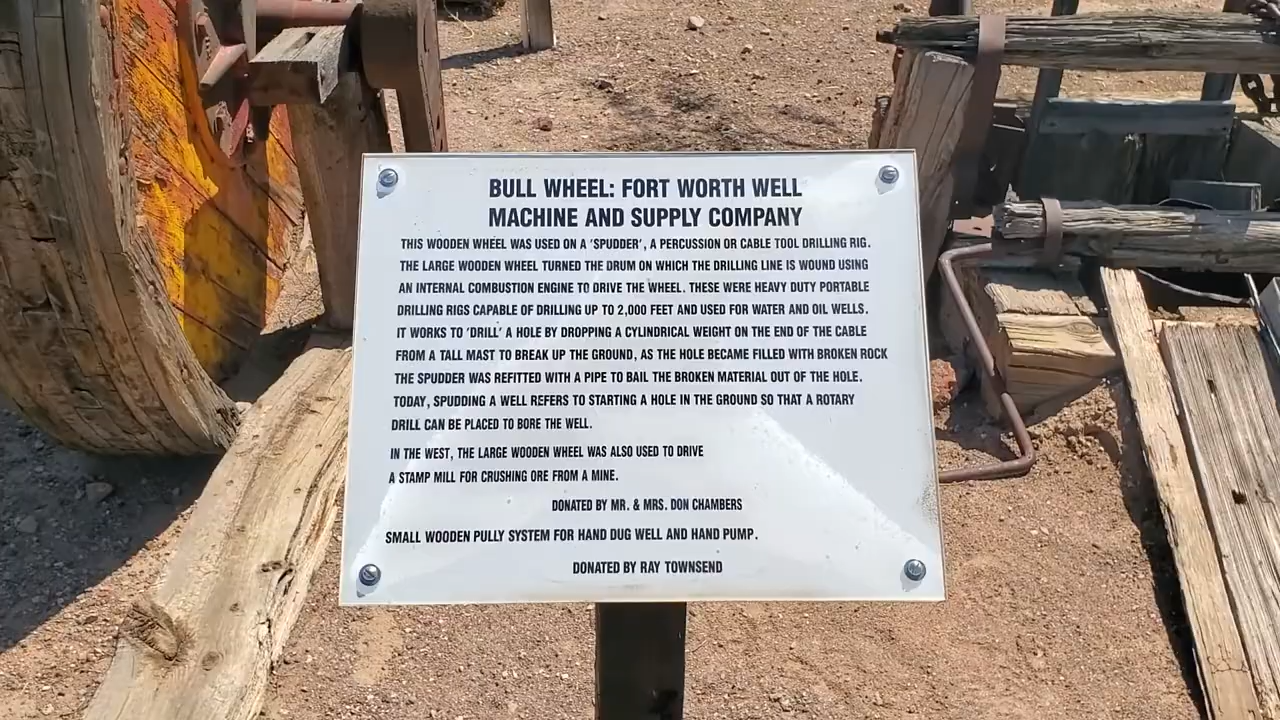 BULL WHEEL: FORT WORTH WELL
MACHINE AND SUPPLY COMPANY
THIS WOODEN WHEEL WAS USED ON A 'SPUDDER', A PERCUSSION OR CABLE TOOL DRILLING RIG.
THE LARGE WOODEN WHEEL TURNED THE DRUM ON WHICH THE DRILLING LINE IS WOUND USING
AN INTERNAL COMBUSTION ENGINE TO DRIVE THE WHEEL. THESE WERE HEAVY DUTY PORTABLE
DRILLING RIGS CAPABLE OF DRILLING UP TO 2,000 FEET AND USED FOR WATER AND OIL WELLS.
IT WORKS TO 'DRILL' A HOLE BY DROPPING A CYLINDRICAL WEIGHT ON THE END OF THE CABLE
FROM A TALL MAST TO BREAK UP THE GROUND, AS THE HOLE BECAME FILLED WITH BROKEN ROCK
THE SPUDDER WAS REFITTED WITH A PIPE TO BAIL THE BROKEN MATERIAL OUT OF THE HOLE.
TODAY, SPUDDING A WELL REFERS TO STARTING A HOLE IN THE GROUND SO THAT A ROTARY
DRILL CAN BE PLACED TO BORE THE WELL.
IN THE WEST, THE LARGE WOODEN WHEEL WAS ALSO USED TO DRIVE
A STAMP MILL FOR CRUSHING ORE FROM A MINE.
DONATED BY MR. & MRS. DON CHAMBERS
SMALL WOODEN PULLY SYSTEM FOR HAND DUG WELL AND HAND PUMP.
DONATED BY RAY TOWNSEND